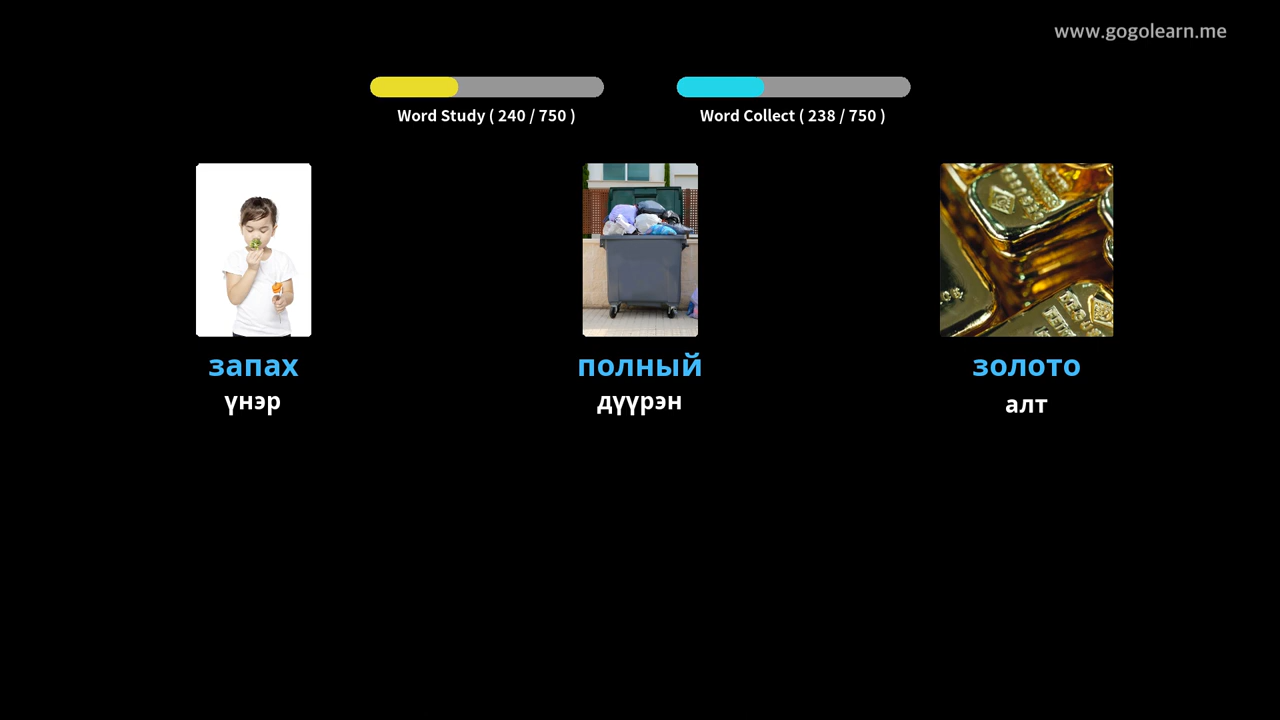 www.gogolearn.me
Word Study ( 240 / 750 )
Word Collect ( 238 / 750 )
запах
үнэр
полный
дүүрэн
золото
алт